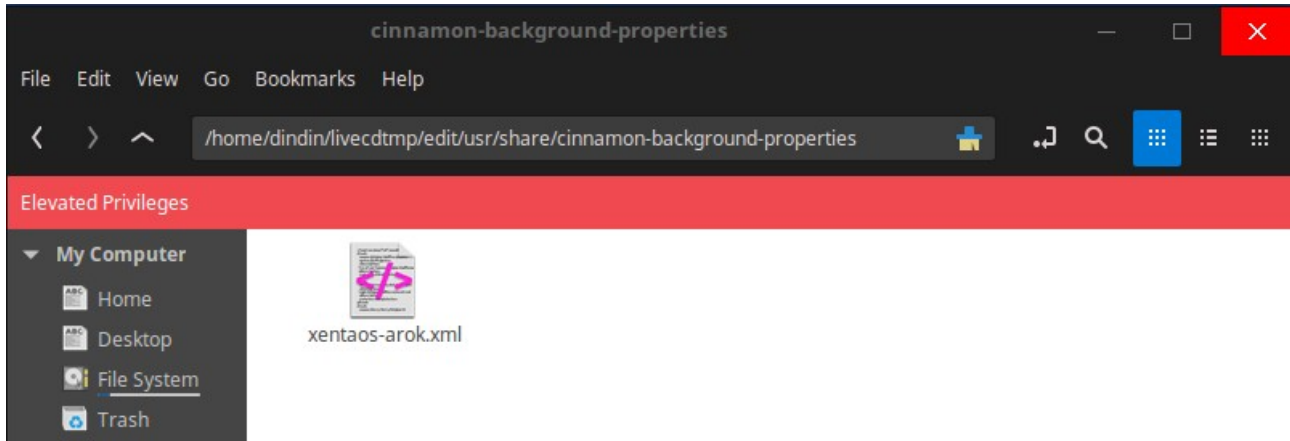 cinnamon-background-properties
File Edit View Go Bookmarks Help
/home/dindin/livecdtmp/edit/usr/share/cinnamon-background-properties
Elevated Privileges
My Computer
Home
Desktop
File System
Trash
xentaos-arok.xml